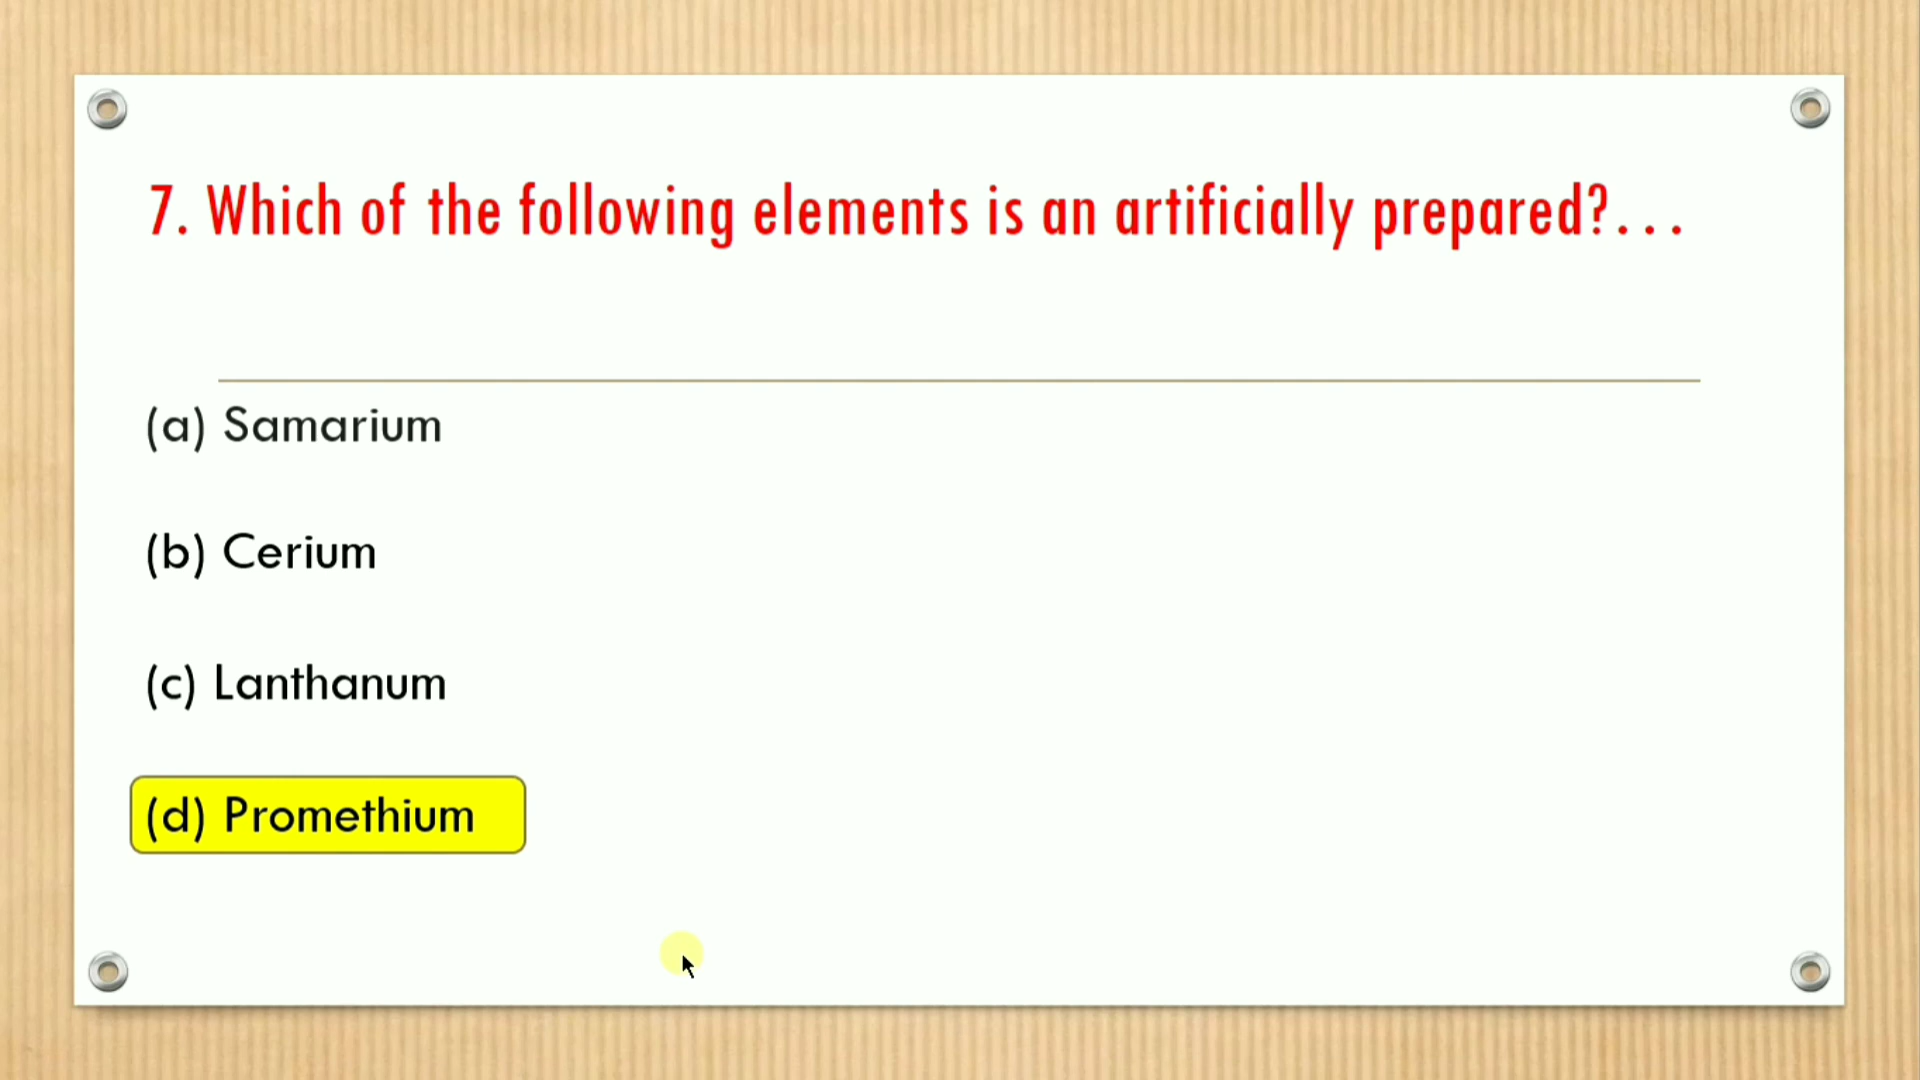 7. Which of the following elements is an artificially prepared?...
(a) Samarium
(b) Cerium
(c) Lanthanum
(d) Promethium